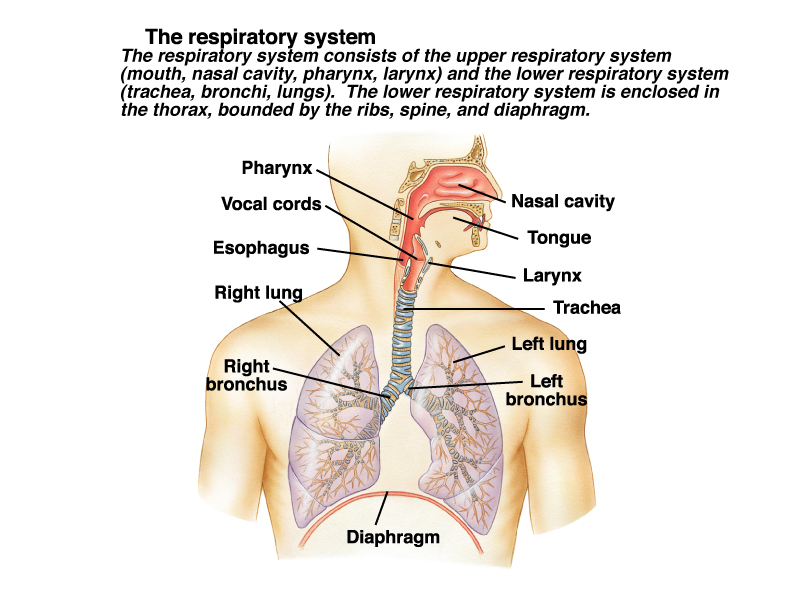 The respiratory system
The respiratory system consists of the upper respiratory system
(mouth, nasal cavity, pharynx, larynx) and the lower respiratory system
(trachea, bronchi, lungs).  The lower respiratory system is enclosed in
the thorax, bounded by the ribs, spine, and diaphragm.
Pharynx
Vocal cords
Nasal cavity
Esophagus
Tongue
Larynx
Right lung
Trachea
Left lung
Right
bronchus
Left
bronchus
Diaphragm